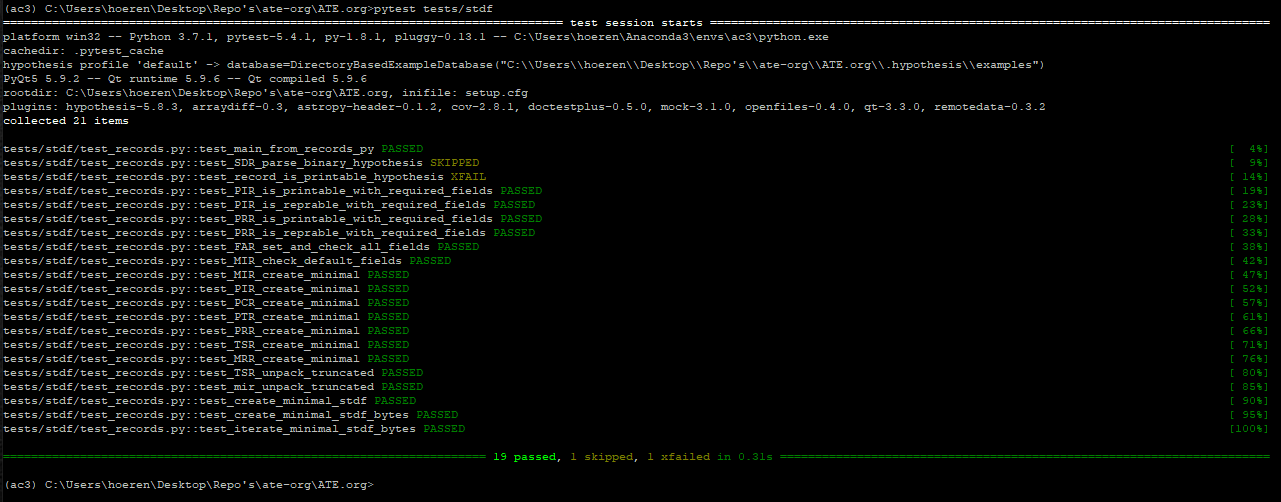 (ac3) C:\Users\hoeren\Desktop\Repo's\ate-org\ATE.org>pytest tests/stdf
================================================================================ test session starts ================================================================================
platform win32 -- Python 3.7.1, pytest-5.4.1, py-1.8.1, pluggy-0.13.1 -- C:\Users\hoeren\Anaconda3\envs\ac3\python.exe
cachedir: .pytest_cache
hypothesis profile 'default' -> database=DirectoryBasedExampleDatabase("C:\\Users\\hoeren\\Desktop\\Repo's\\ate-org\\ATE.org\\.hypothesis\\examples")
PyQt5 5.9.2 -- Qt runtime 5.9.6 -- Qt compiled 5.9.6
rootdir: C:\Users\hoeren\Desktop\Repo's\ate-org\ATE.org, inifile: setup.cfg
plugins: hypothesis-5.8.3, arraydiff-0.3, astropy-header-0.1.2, cov-2.8.1, doctestplus-0.5.0, mock-3.1.0, openfiles-0.4.0, qt-3.3.0, remotedata-0.3.2
collected 21 items
tests/stdf/test_records.py::test_main_from_records_py PASSED [  4%]
tests/stdf/test_records.py::test_SDR_parse_binary_hypothesis SKIPPED [  9%]
tests/stdf/test_records.py::test_record_is_printable_hypothesis XFAIL [ 14%]
tests/stdf/test_records.py::test_PIR_is_printable_with_required_fields PASSED [ 19%]
tests/stdf/test_records.py::test_PIR_is_reprable_with_required_fields PASSED [ 23%]
tests/stdf/test_records.py::test_PRR_is_printable_with_required_fields PASSED [ 28%]
tests/stdf/test_records.py::test_PRR_is_reprable_with_required_fields PASSED [ 33%]
tests/stdf/test_records.py::test_FAR_set_and_check_all_fields PASSED [ 38%]
tests/stdf/test_records.py::test_MIR_check_default_fields PASSED [ 42%]
tests/stdf/test_records.py::test_MIR_create_minimal PASSED [ 47%]
tests/stdf/test_records.py::test_PIR_create_minimal PASSED [ 52%]
tests/stdf/test_records.py::test_PCR_create_minimal PASSED [ 57%]
tests/stdf/test_records.py::test_PTR_create_minimal PASSED [ 61%]
tests/stdf/test_records.py::test_PRR_create_minimal PASSED [ 66%]
tests/stdf/test_records.py::test_TSR_create_minimal PASSED [ 71%]
tests/stdf/test_records.py::test_MRR_create_minimal PASSED [ 76%]
tests/stdf/test_records.py::test_TSR_unpack_truncated PASSED [ 80%]
tests/stdf/test_records.py::test_mir_unpack_truncated PASSED [ 85%]
tests/stdf/test_records.py::test_create_minimal_stdf PASSED [ 90%]
tests/stdf/test_records.py::test_create_minimal_stdf_bytes PASSED [ 95%]
tests/stdf/test_records.py::test_iterate_minimal_stdf_bytes PASSED [100%]
===================================================================== 19 passed, 1 skipped, 1 xfailed in 0.31s ======================================================================
(ac3) C:\Users\hoeren\Desktop\Repo's\ate-org\ATE.org>